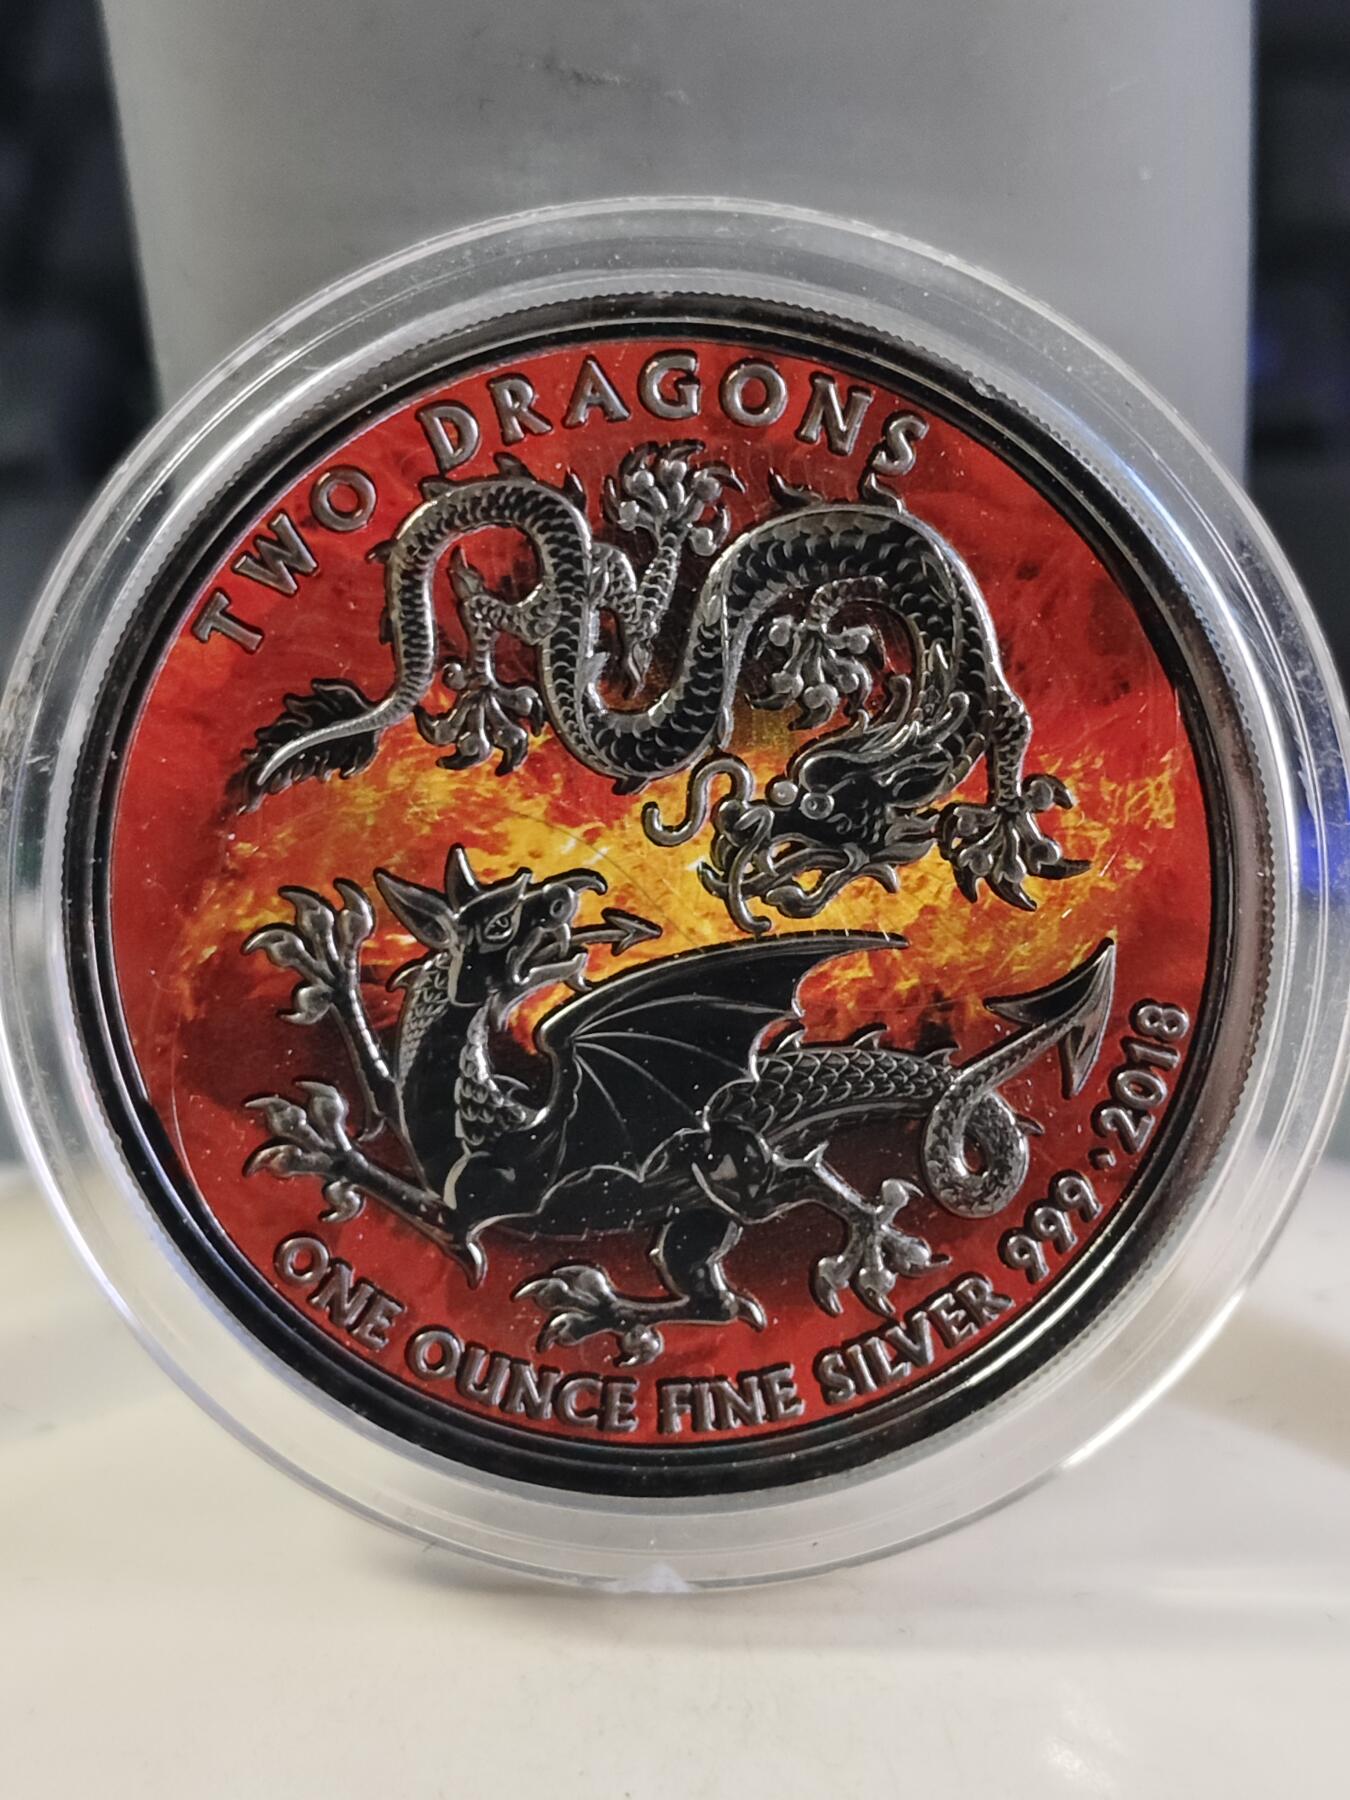 TWO DRAGONS
ONE OUNCE FINE SILVER 999 · 2018